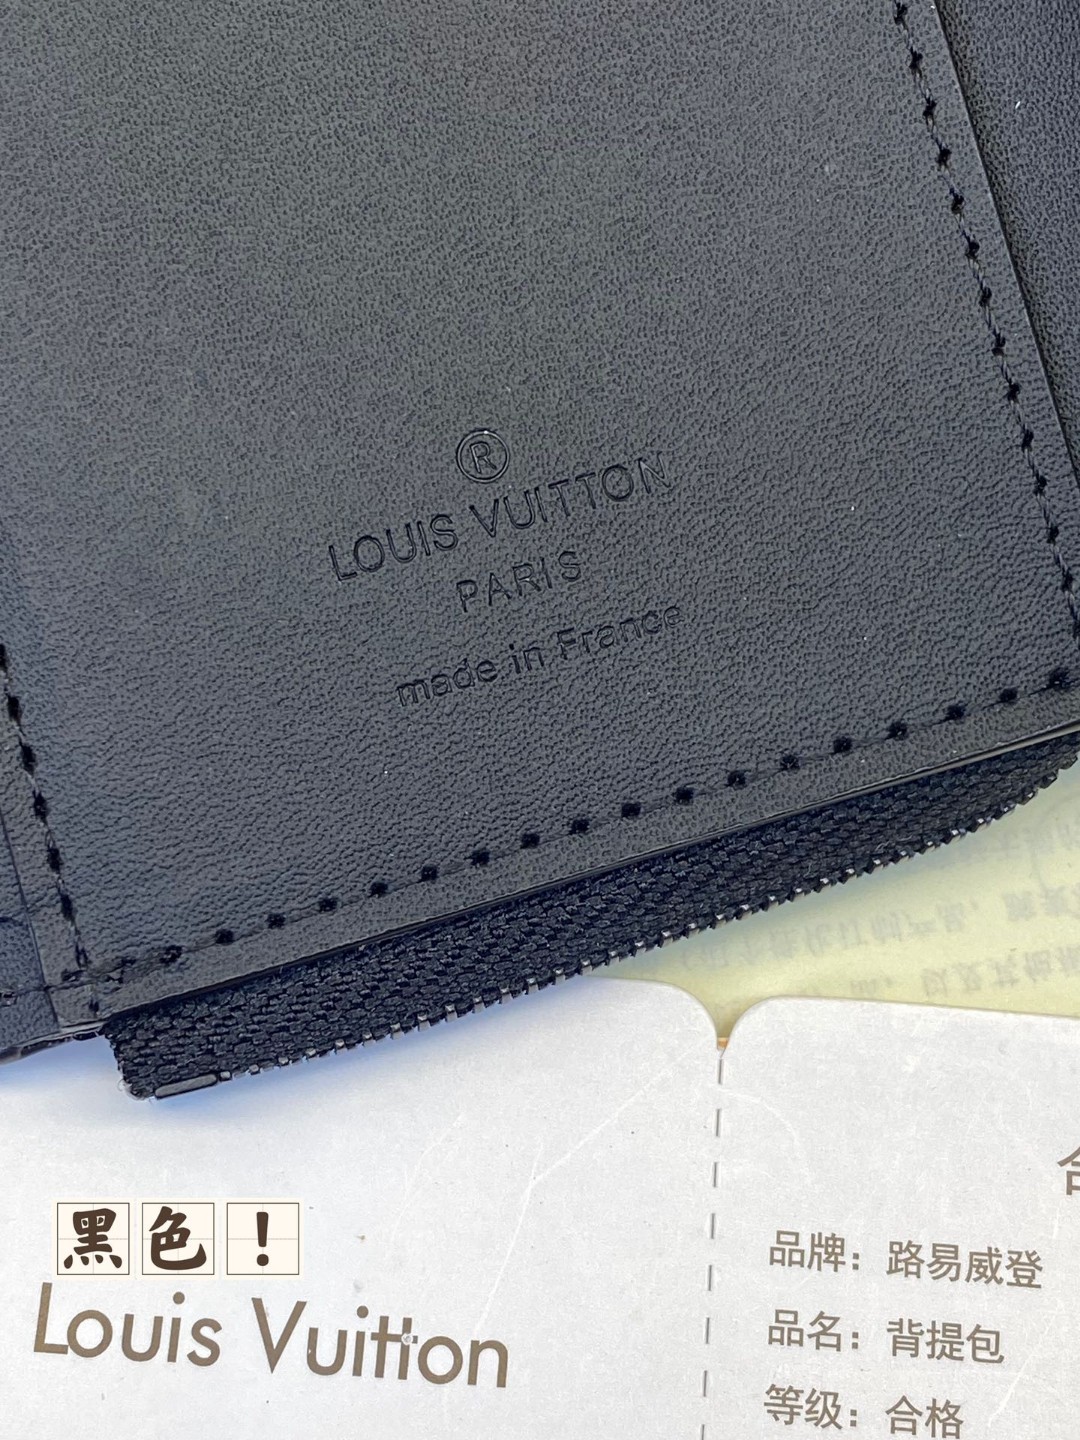 ®
LOUIS VUITTON
PARIS
made in France
黑色！
Louis Vuitton
品牌：路易威登
品名：背提包
等级：合格